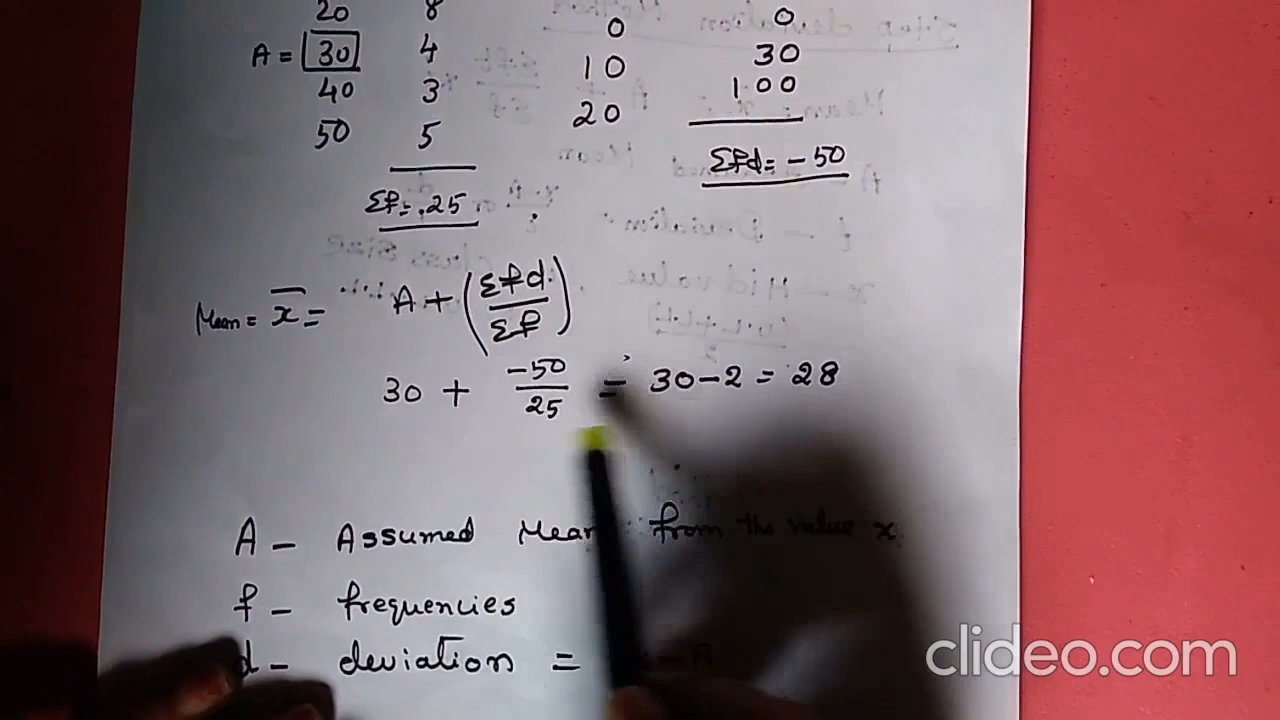 20 8
0 0
A = 30 4
10 30
40 3
20 100
50 5
Σfd = - 50
Σf = 25
Mean = x̄ = A + (Σfd / Σf)
30 + -50/25 = 30 - 2 = 28
A - Assumed Mean from the value x
f - frequencies
d - deviation = - A
clideo.com